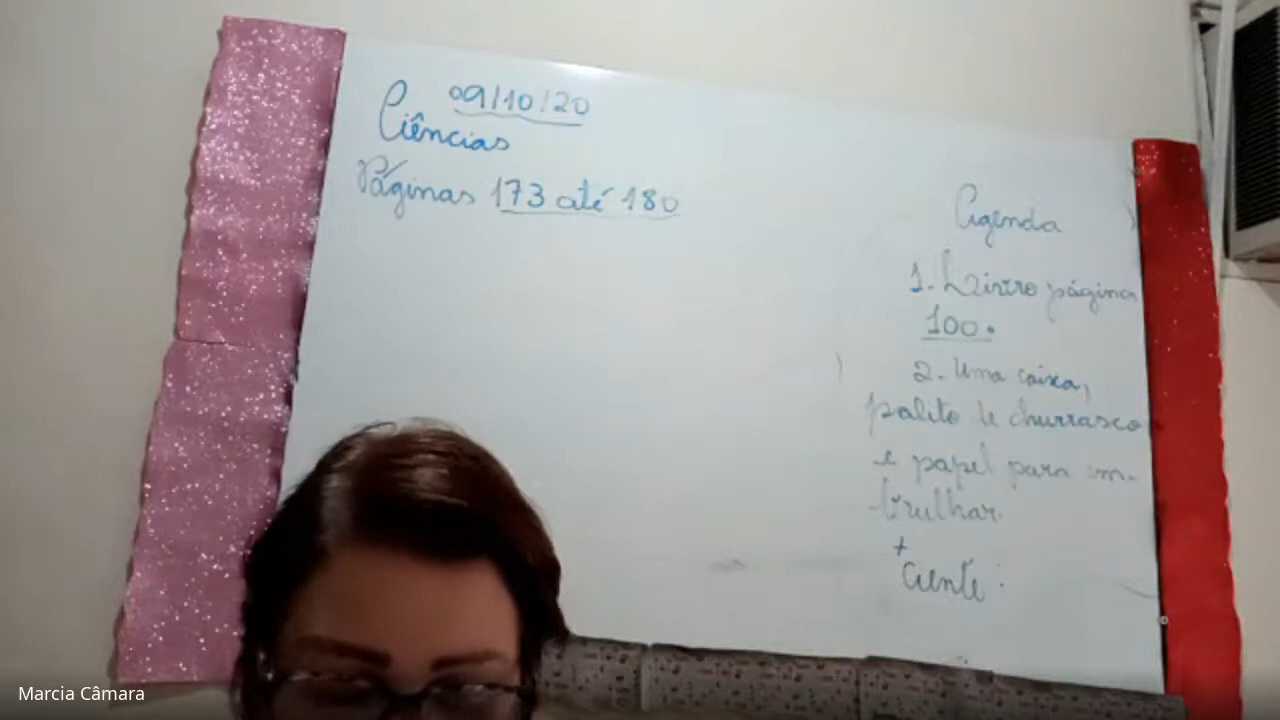 09/10/20
Ciências
Páginas 173 até 180
Agenda
1. Livro página
100.
2. Uma caixa,
palito de churrasco
e papel para em-
brulhar.
+
Ciente:
Marcia Câmara